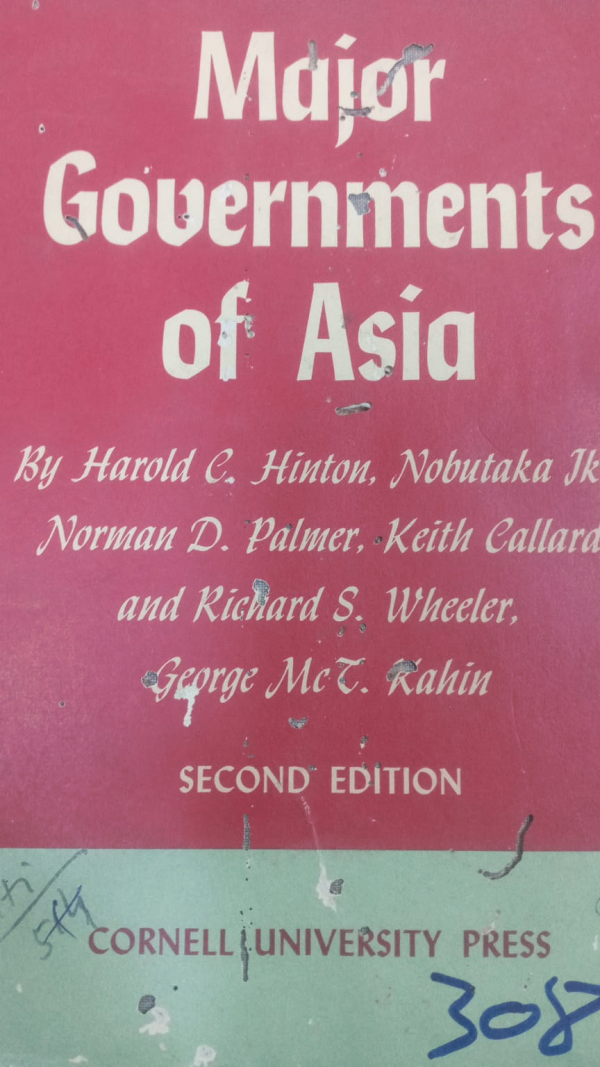 Major
Governments
of Asia
By Harold C. Hinton, Nobutaka Ik
Norman D. Palmer, Keith Callard
and Richard S. Wheeler,
George McT. Kahin
SECOND EDITION
5th
CORNELL UNIVERSITY PRESS
308